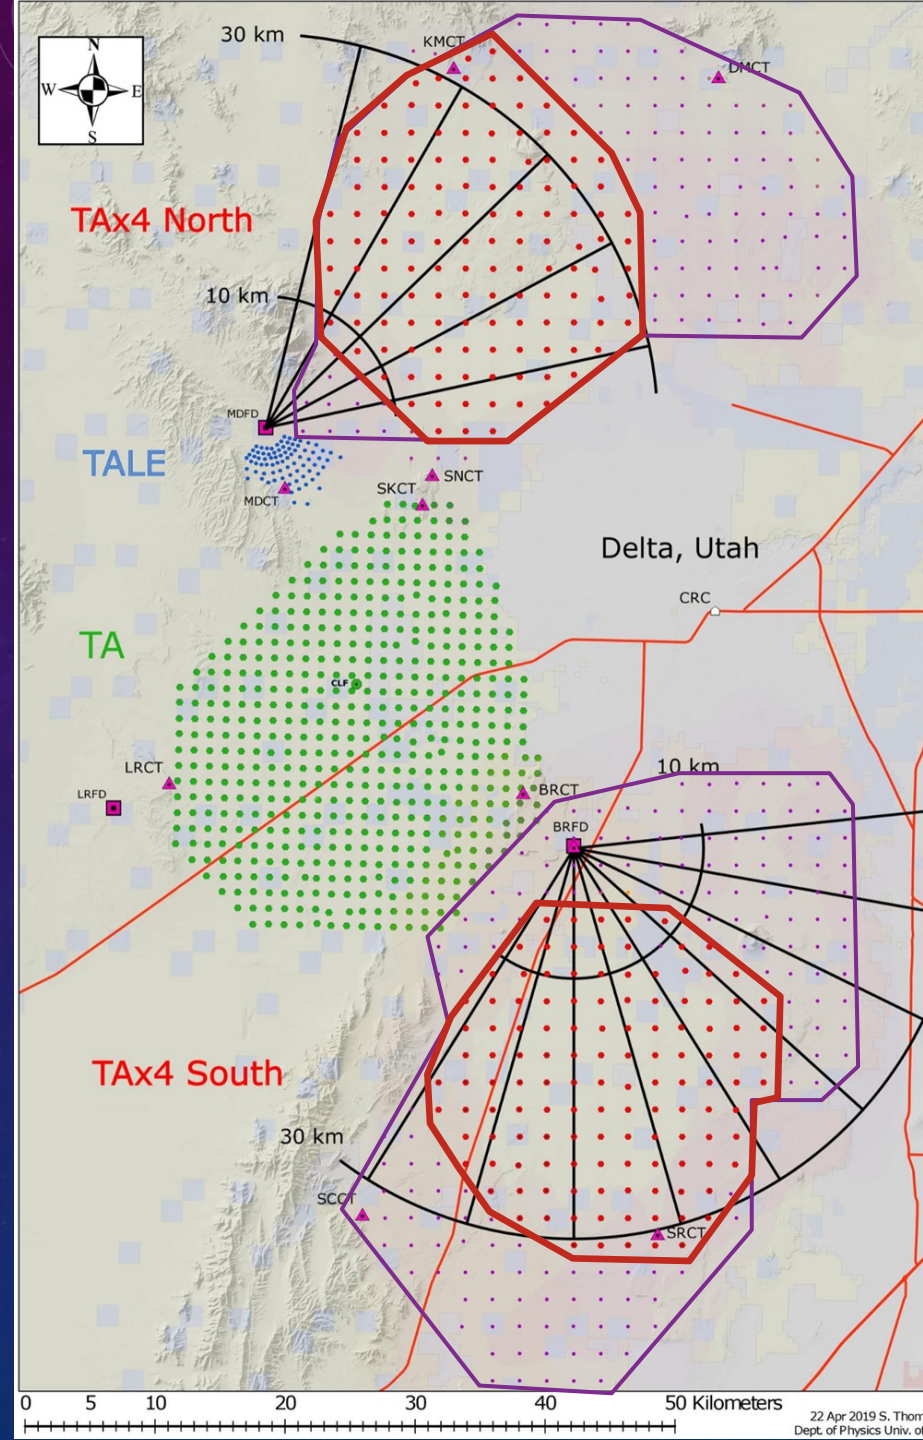 30 km
KMCT
DMCT
N
W E
S
TAx4 North
10 km
MDFD
TALE
SNCT
SKCT
MDCT
Delta, Utah
CRC
TA
CLF
LRCT
10 km
LRFD
BRCT
BRFD
TAx4 South
30 km
SCCT
SRCT
0 5 10 20 30 40 50 Kilometers
22 Apr 2019 S. Thom
Dept. of Physics Univ.